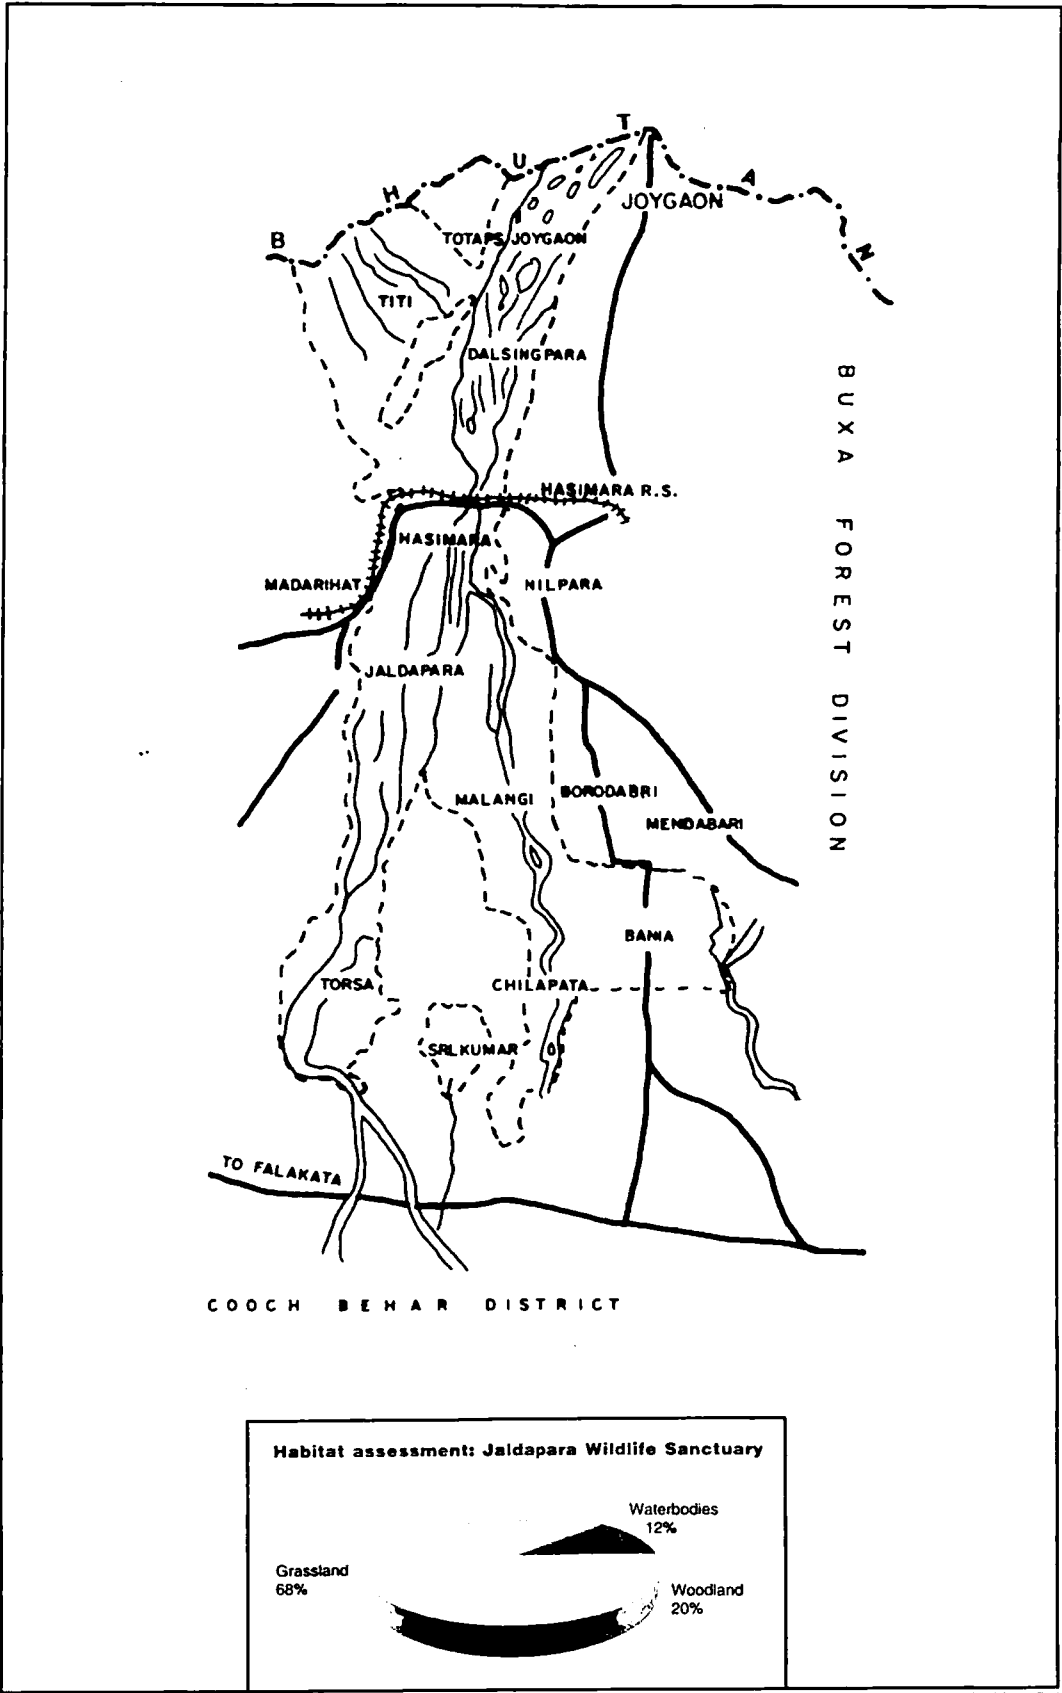 B H U T A N
JOYGAON
TOTAPS JOYGAON
TITI
DALSINGPARA
BUXA FOREST DIVISION
HASIMARA R.S.
HASIMARA
MADARIHAT
NILPARA
JALDAPARA
MALANGI
BORODABRI
MENDABARI
BANIA
TORSA
CHILAPATA
SRI.KUMAR
TO FALAKATA
COOCH BEHAR DISTRICT
Habitat assessment: Jaldapara Wildlife Sanctuary
Waterbodies
12%
Grassland
68%
Woodland
20%